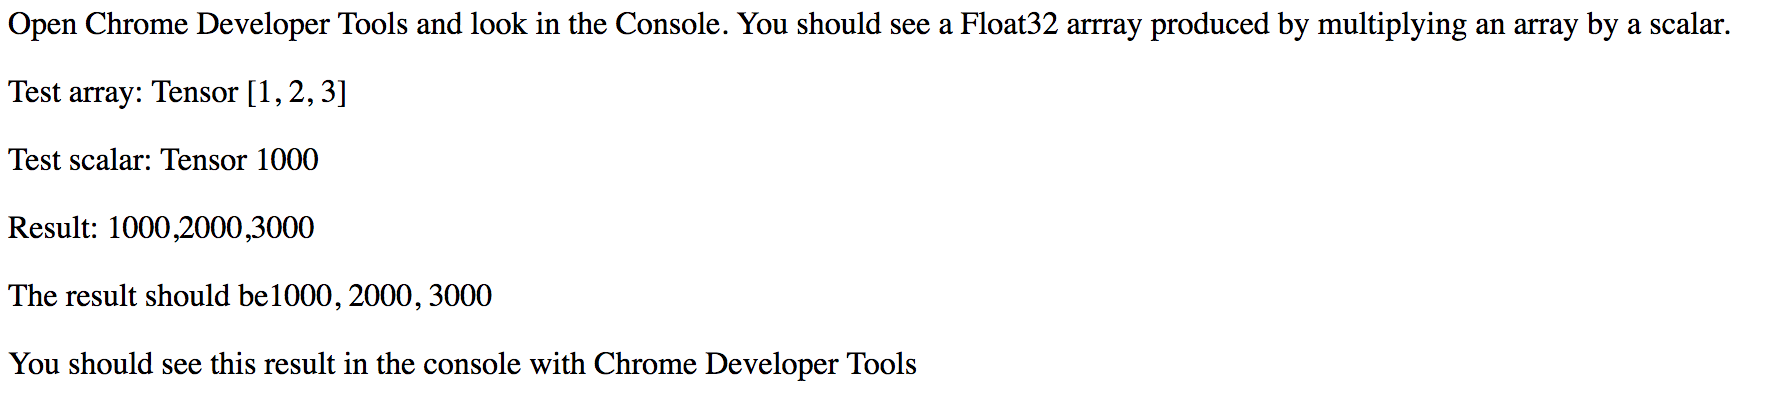 Open Chrome Developer Tools and look in the Console. You should see a Float32 arrray produced by multiplying an array by a scalar.
Test array: Tensor [1, 2, 3]
Test scalar: Tensor 1000
Result: 1000,2000,3000
The result should be1000, 2000, 3000
You should see this result in the console with Chrome Developer Tools